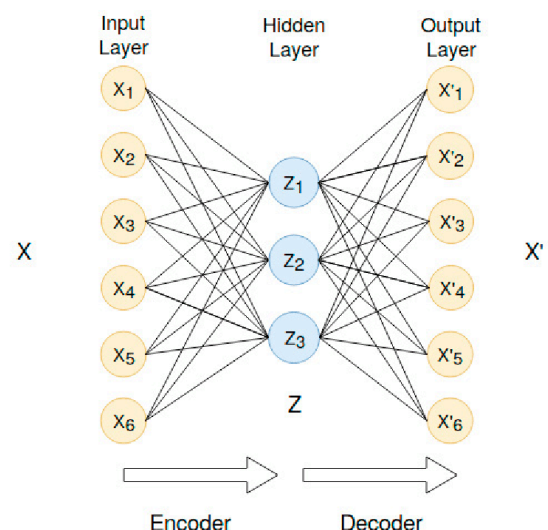 Input
Layer
Hidden
Layer
Output
Layer
X1
X2
X3
X4
X5
X6
X
Z1
Z2
Z3
Z
X'1
X'2
X'3
X'4
X'5
X'6
X'
Encoder
Decoder